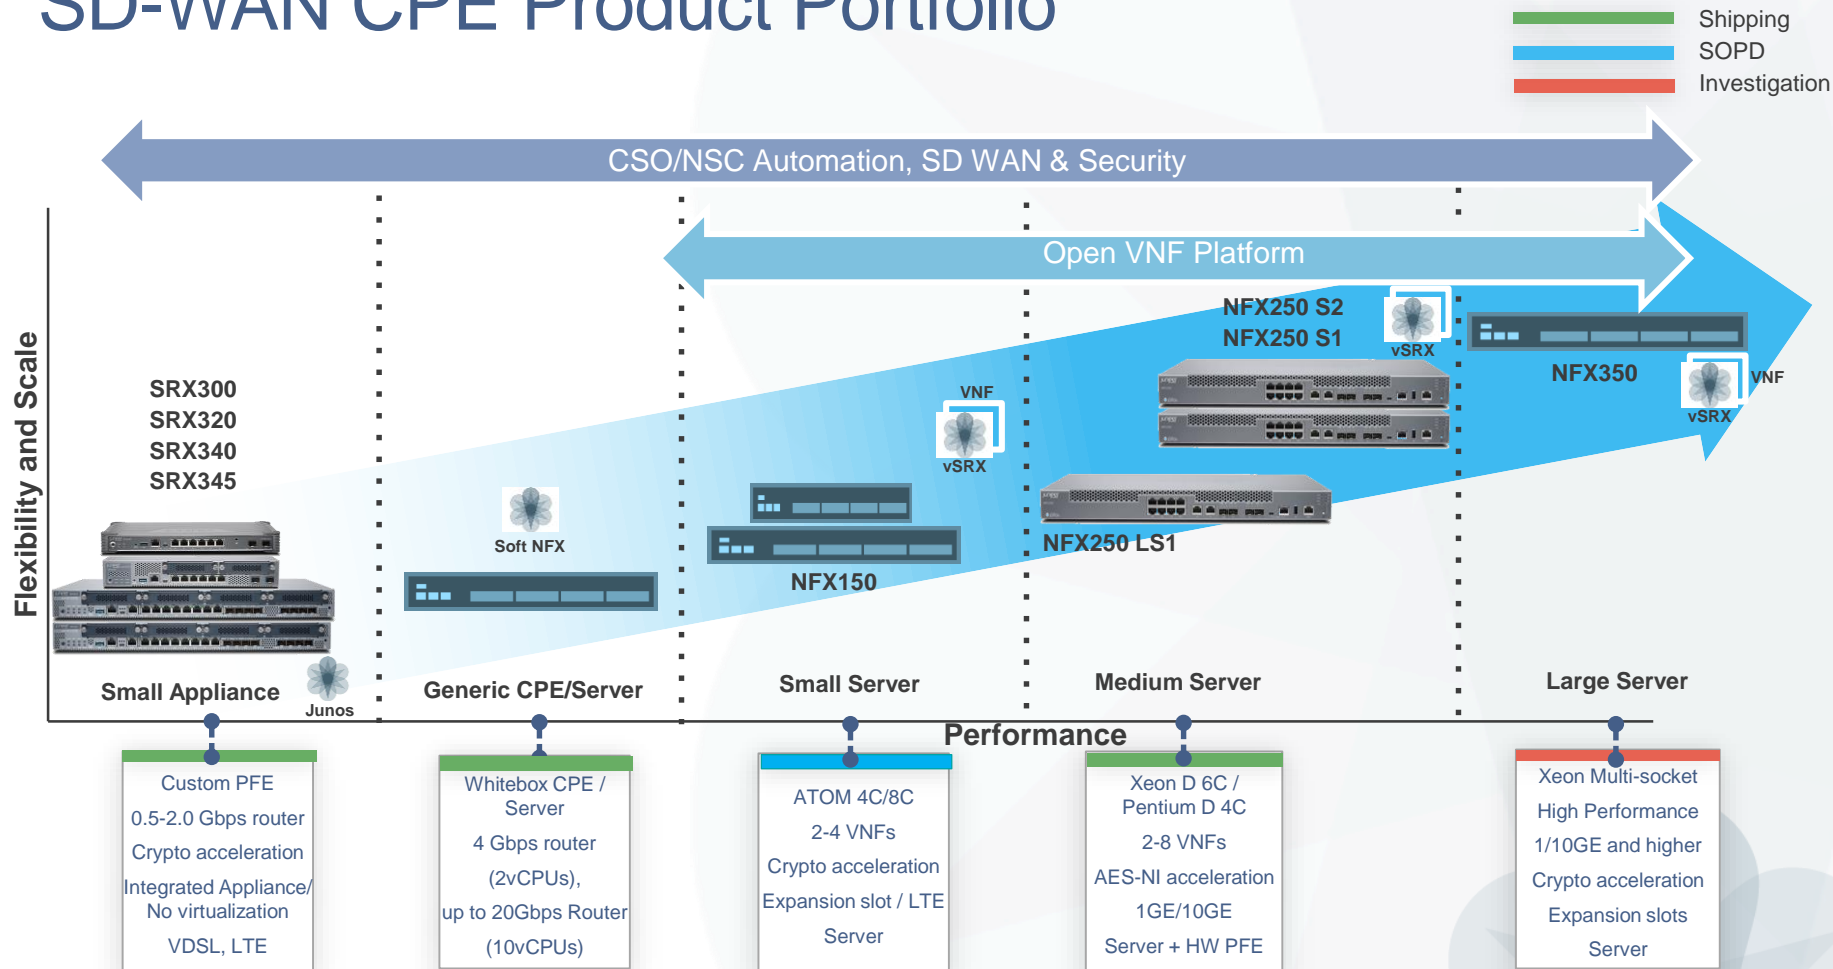 SD-WAN CPE Product Portfolio
Shipping
SOPD
Investigation
CSO/NSC Automation, SD WAN & Security
Open VNF Platform
Flexibility and Scale
SRX300
SRX320
SRX340
SRX345
Junos
Small Appliance
Soft NFX
Generic CPE/Server
VNF
vSRX
NFX150
Small Server
NFX250 S2
NFX250 S1
vSRX
NFX250 LS1
Medium Server
NFX350
VNF
vSRX
Large Server
Performance
Custom PFE
0.5-2.0 Gbps router
Crypto acceleration
Integrated Appliance/
No virtualization
VDSL, LTE
Whitebox CPE /
Server
4 Gbps router
(2vCPUs),
up to 20Gbps Router
(10vCPUs)
ATOM 4C/8C
2-4 VNFs
Crypto acceleration
Expansion slot / LTE
Server
Xeon D 6C /
Pentium D 4C
2-8 VNFs
AES-NI acceleration
1GE/10GE
Server + HW PFE
Xeon Multi-socket
High Performance
1/10GE and higher
Crypto acceleration
Expansion slots
Server